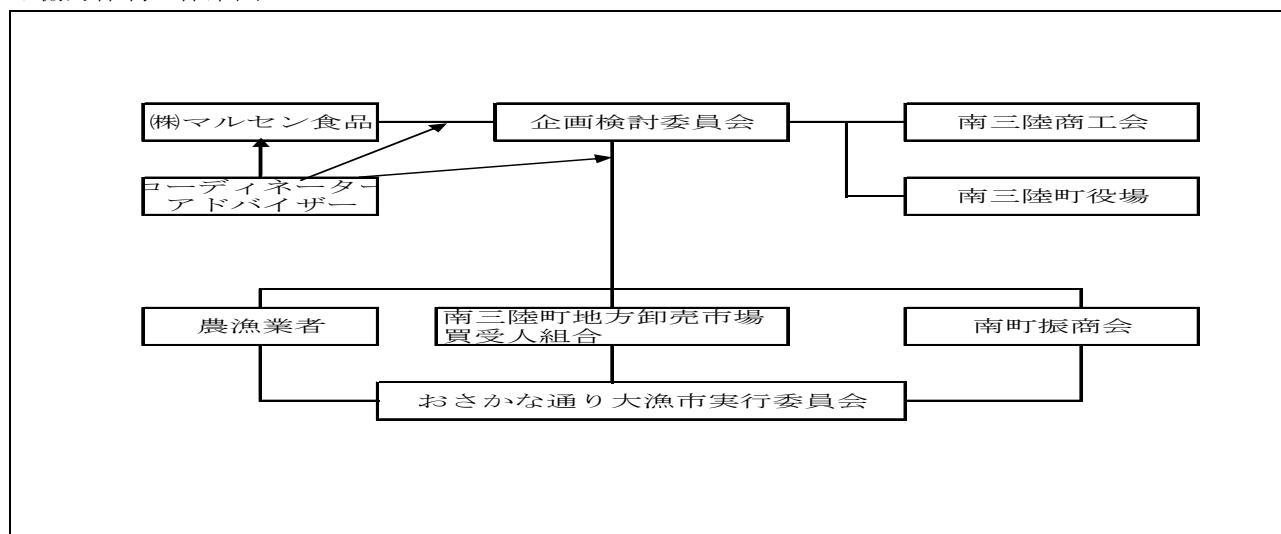 ㈱マルセン食品
企画検討委員会
南三陸商工会
コーディネーター
アドバイザー
南三陸町役場
農漁業者
南三陸町地方卸売市場
買受人組合
南町振商会
おさかな通り大漁市実行委員会